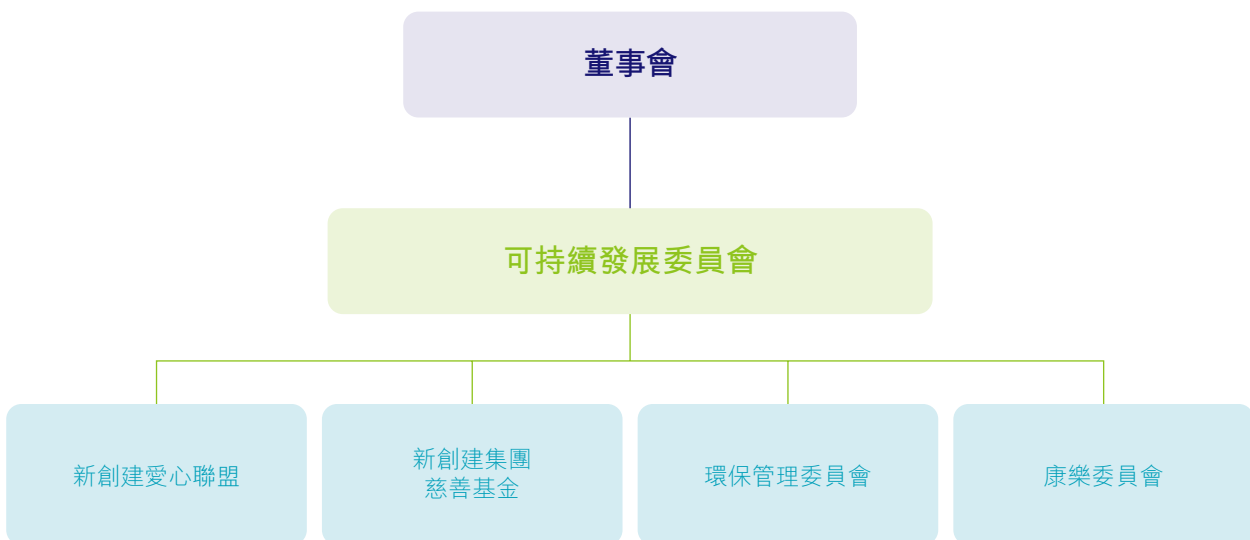 董事會
可持續發展委員會
新創建愛心聯盟
新創建集團
慈善基金
環保管理委員會
康樂委員會